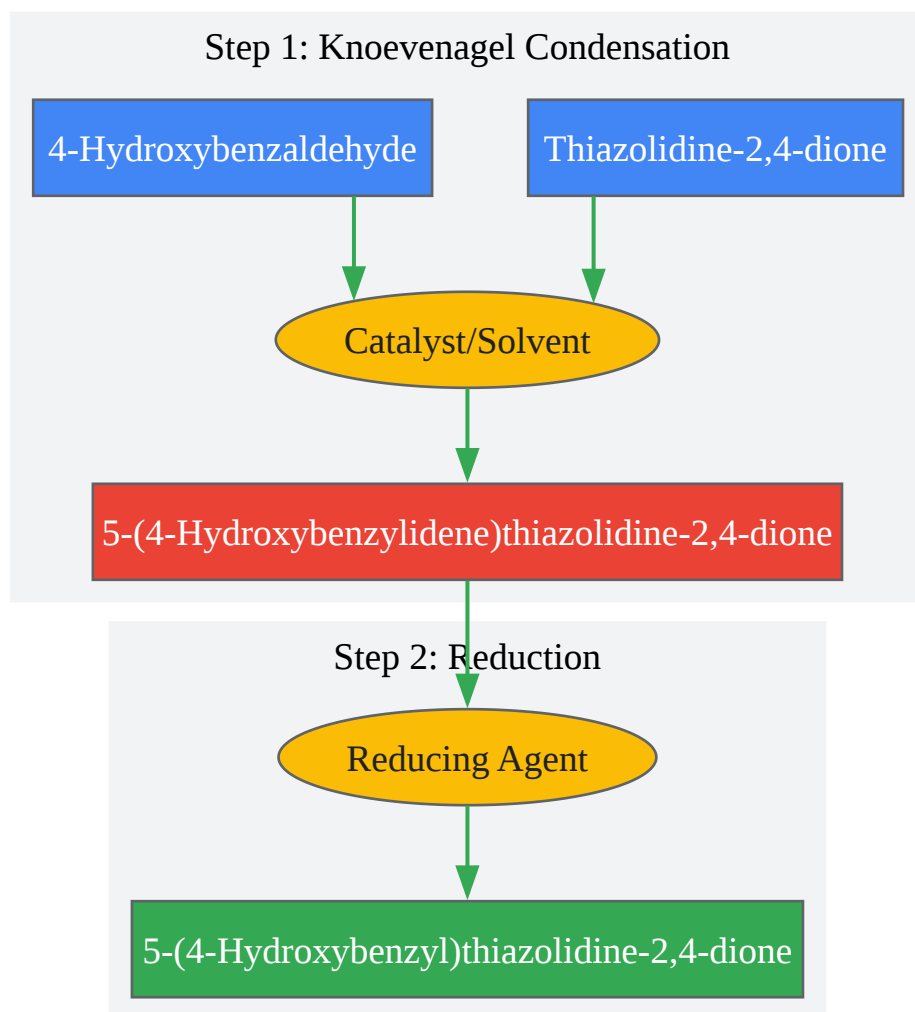 Step 1: Knoevenagel Condensation
4-Hydroxybenzaldehyde
Thiazolidine-2,4-dione
Catalyst/Solvent
5-(4-Hydroxybenzylidene)thiazolidine-2,4-dione
Step 2: Reduction
Reducing Agent
5-(4-Hydroxybenzyl)thiazolidine-2,4-dione